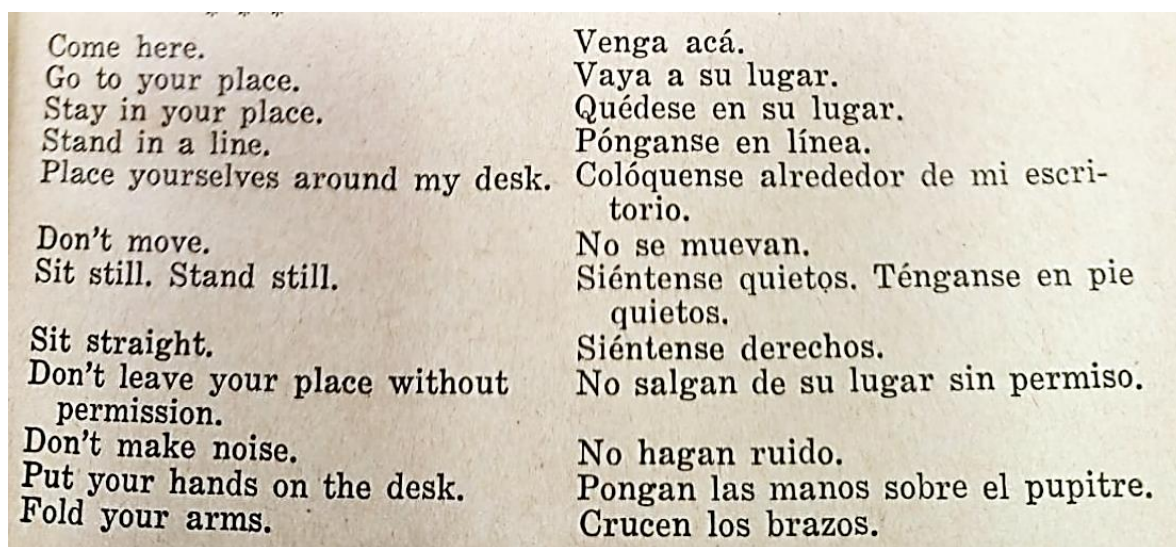 Come here.
Go to your place.
Stay in your place.
Stand in a line.
Place yourselves around my desk.
Don't move.
Sit still. Stand still.
Sit straight.
Don't leave your place without
permission.
Don't make noise.
Put your hands on the desk.
Fold your arms.
Venga acá.
Vaya a su lugar.
Quédese en su lugar.
Pónganse en línea.
Colóquense alrededor de mi escri-
torio.
No se muevan.
Siéntense quietos. Ténganse en pie
quietos.
Siéntense derechos.
No salgan de su lugar sin permiso.
No hagan ruido.
Pongan las manos sobre el pupitre.
Crucen los brazos.